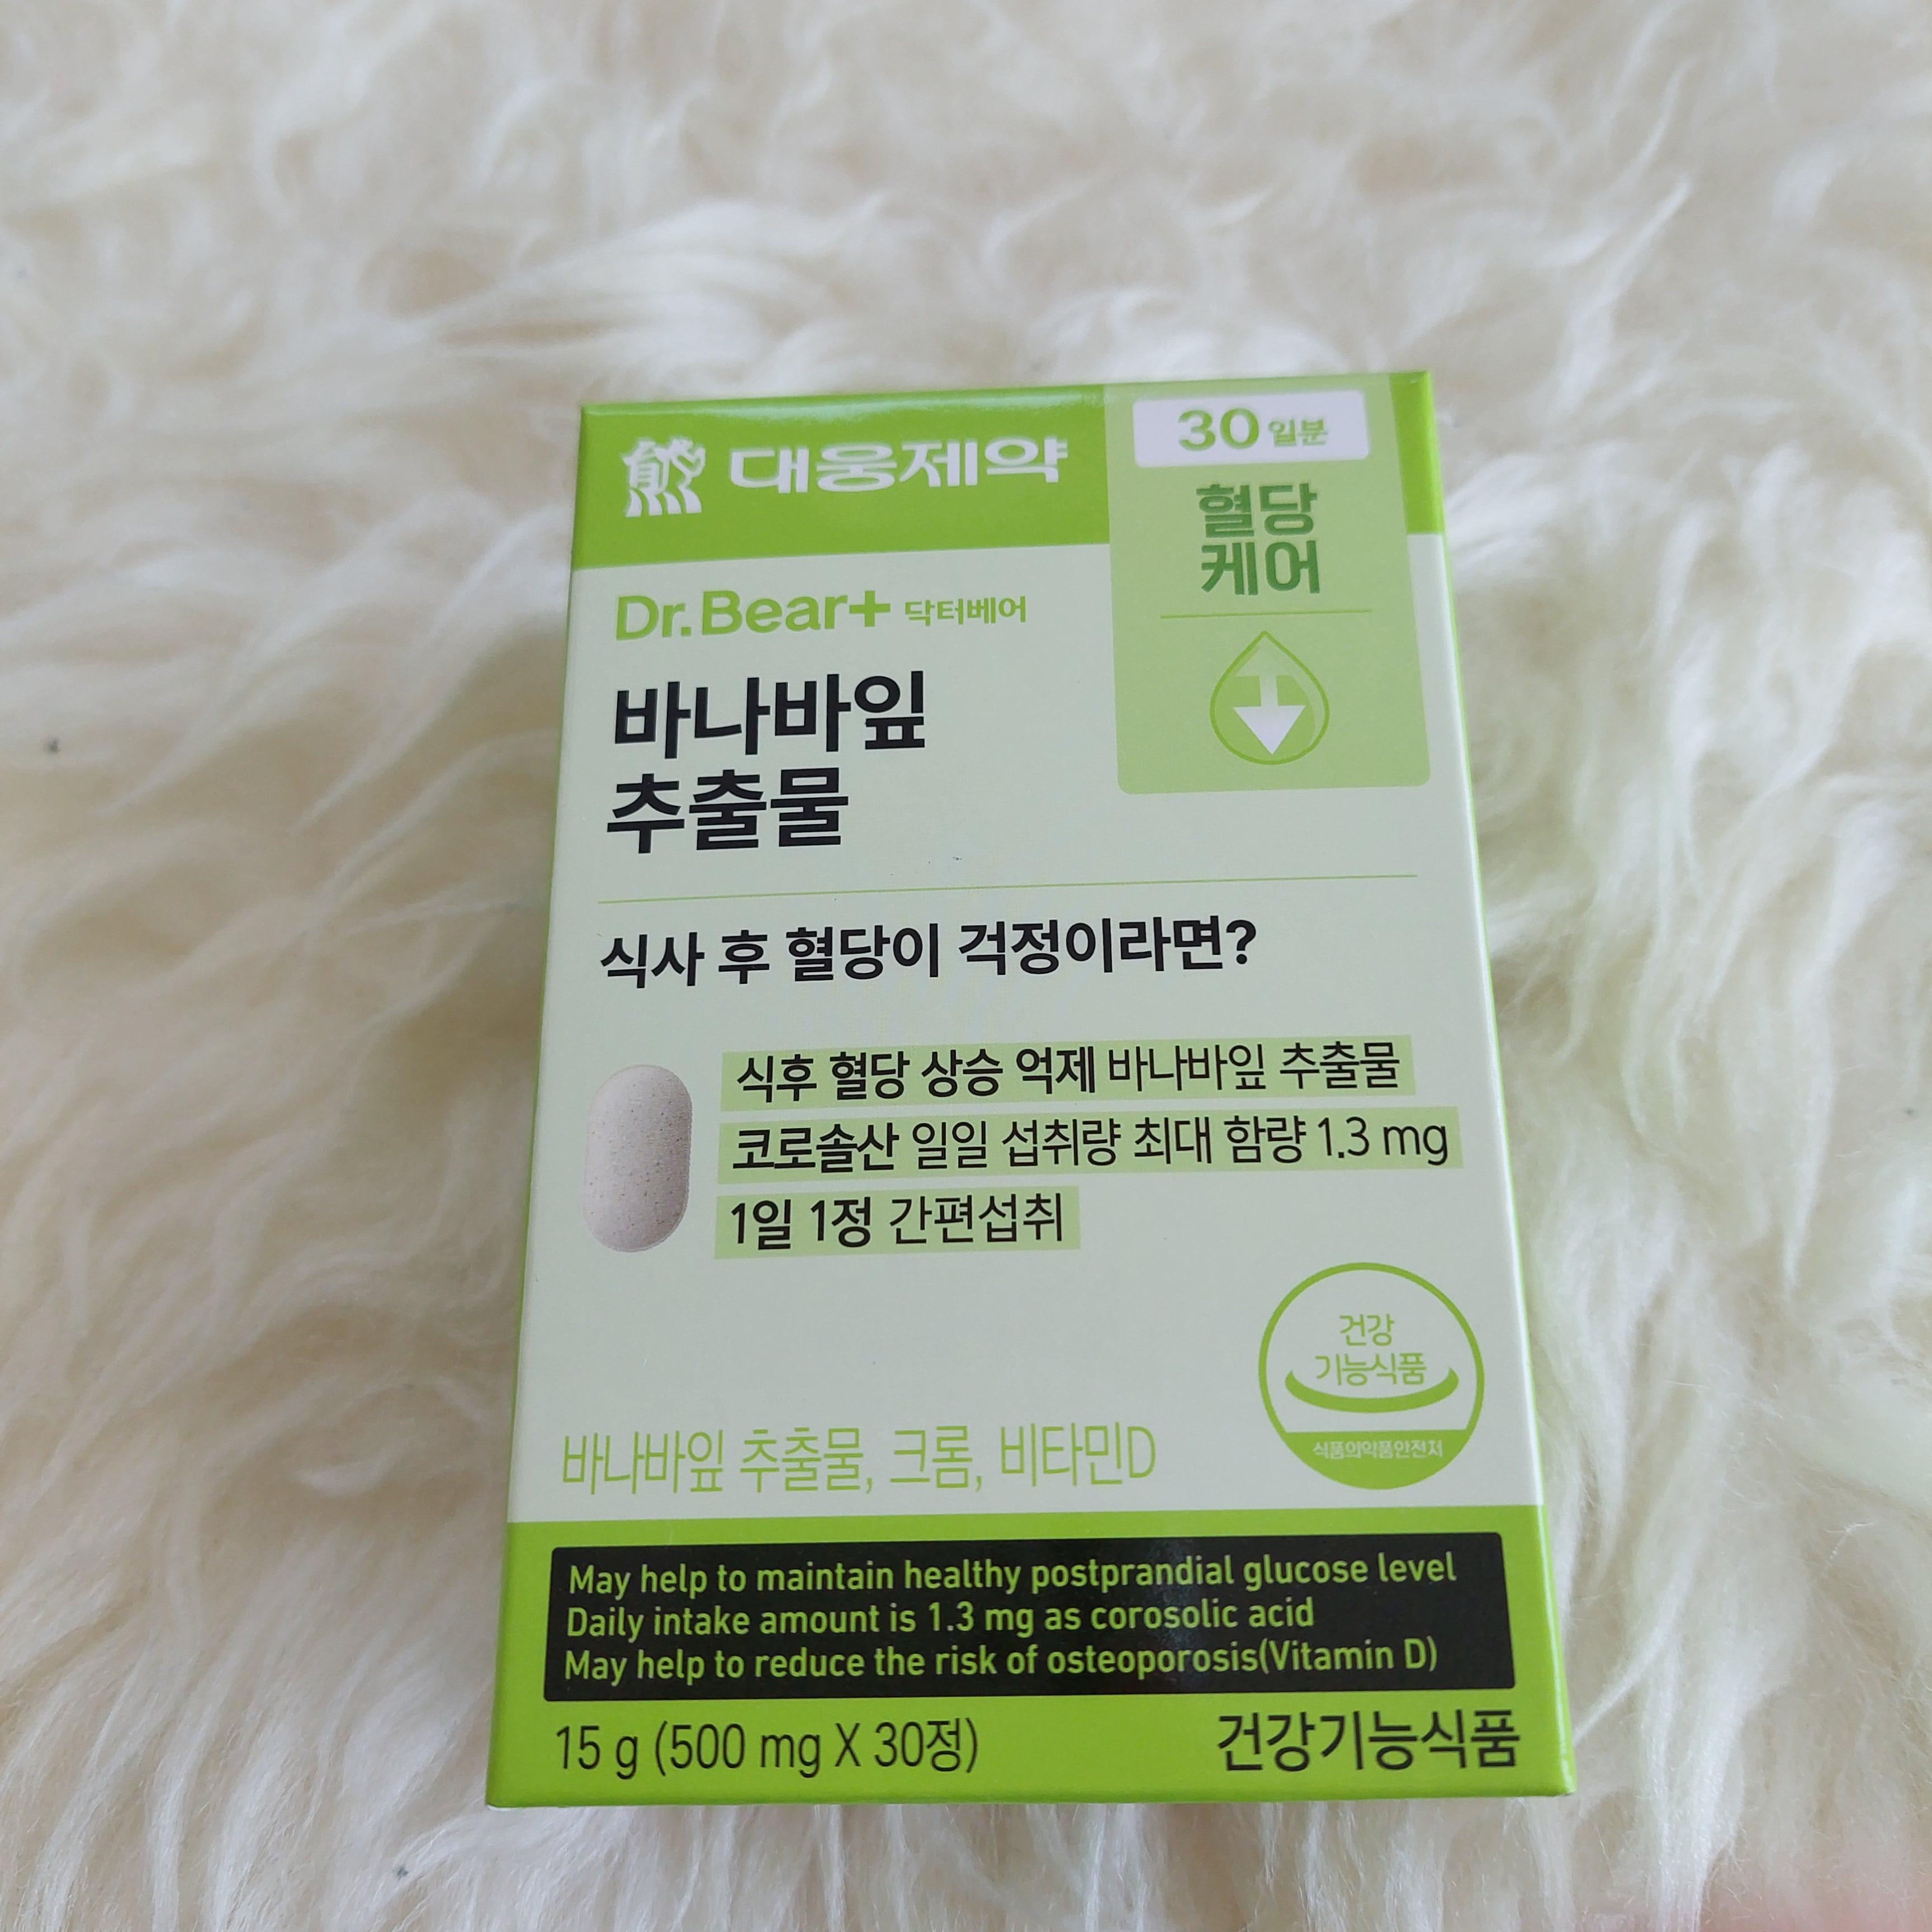 대웅제약
30일분
혈당
케어
Dr.Bear+ 닥터베어
바나바잎
추출물
식사 후 혈당이 걱정이라면?
식후 혈당 상승 억제 바나바잎 추출물
코로솔산 일일 섭취량 최대 함량 1.3 mg
1일 1정 간편섭취
건강
기능식품
식품의약품안전처
바나바잎 추출물, 크롬, 비타민D
May help to maintain healthy postprandial glucose level
Daily intake amount is 1.3 mg as corosolic acid
May help to reduce the risk of osteoporosis(Vitamin D)
15 g (500 mg X 30정)
건강기능식품